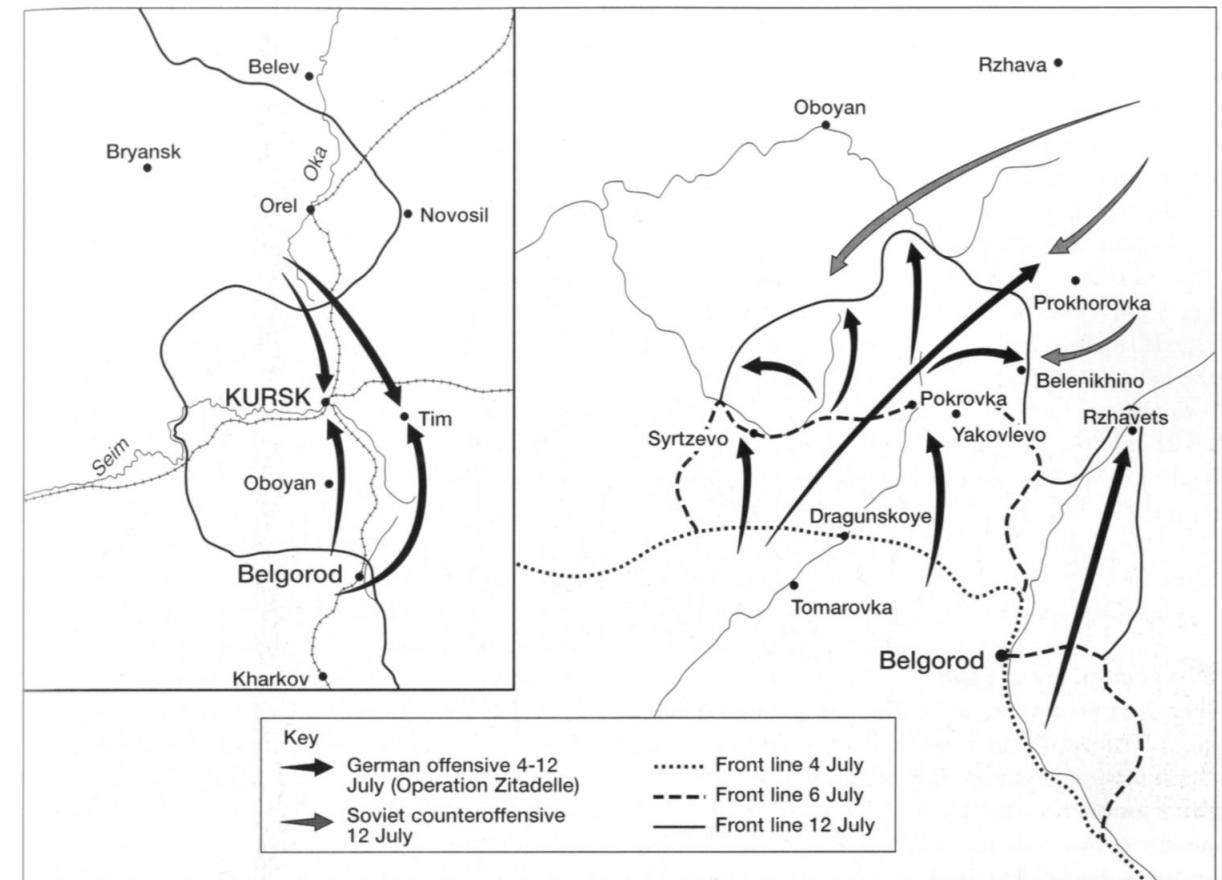 Belev
Bryansk
Oka
Orel
Novosil
KURSK
Tim
Seim
Oboyan
Belgorod
Kharkov
Rzhava
Oboyan
Prokhorovka
Belenikhino
Pokrovka
Rzhavets
Syrtzevo
Yakovlevo
Dragunskoye
Tomarovka
Belgorod
Key
German offensive 4-12
July (Operation Zitadelle)
Soviet counteroffensive
12 July
Front line 4 July
Front line 6 July
Front line 12 July